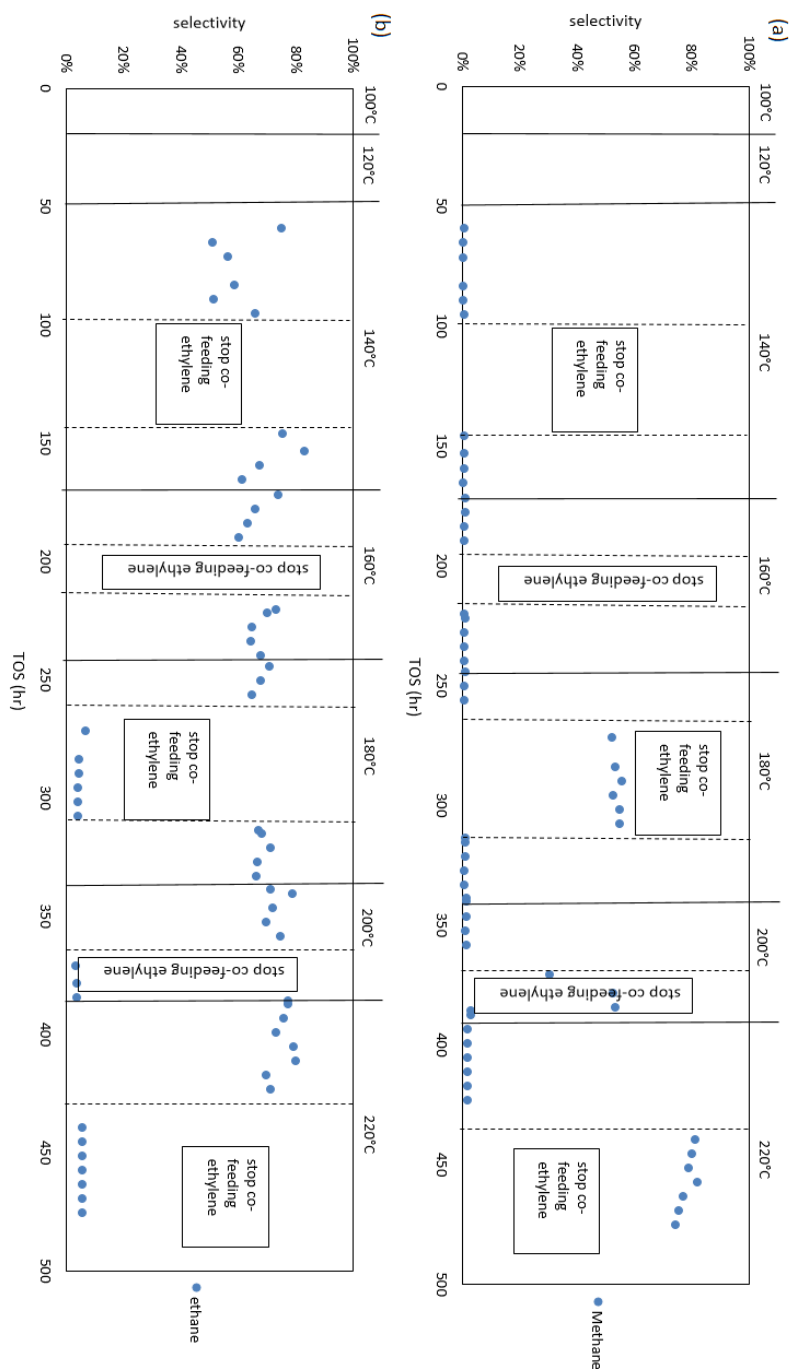 (a)
100°C
120°C
140°C
160°C
180°C
200°C
220°C
selectivity
100%
80%
60%
40%
20%
0%
stop co-
feeding
ethylene
stop co-feeding ethylene
stop co-
feeding
ethylene
stop co-feeding ethylene
stop co-
feeding
ethylene
0
50
100
150
200
250
300
350
400
450
500
TOS (hr)
Methane
(b)
100°C
120°C
140°C
160°C
180°C
200°C
220°C
selectivity
100%
80%
60%
40%
20%
0%
stop co-
feeding
ethylene
stop co-feeding ethylene
stop co-
feeding
ethylene
stop co-feeding ethylene
stop co-
feeding
ethylene
0
50
100
150
200
250
300
350
400
450
500
TOS (hr)
ethane